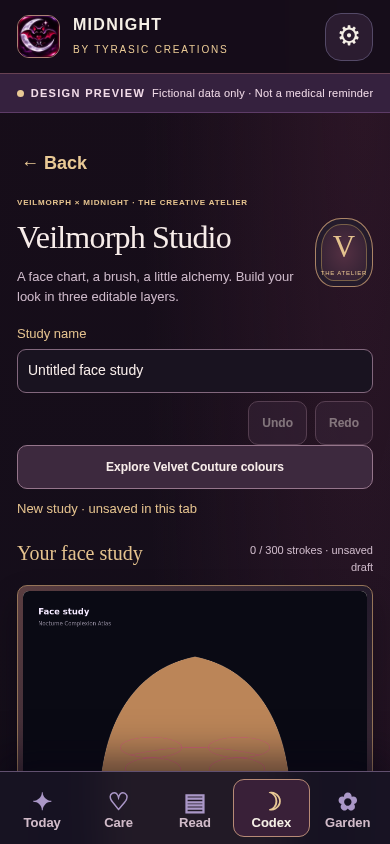 MIDNIGHT
BY TYRASIC CREATIONS
DESIGN PREVIEW Fictional data only · Not a medical reminder
← Back
VEILMORPH × MIDNIGHT · THE CREATIVE ATELIER
Veilmorph Studio
V
THE ATELIER
A face chart, a brush, a little alchemy. Build your
look in three editable layers.
Study name
Untitled face study
Undo Redo
Explore Velvet Couture colours
New study · unsaved in this tab
Your face study
0 / 300 strokes · unsaved
draft
Face study
Nocturne Complexion Atlas
Today Care Read Codex Garden